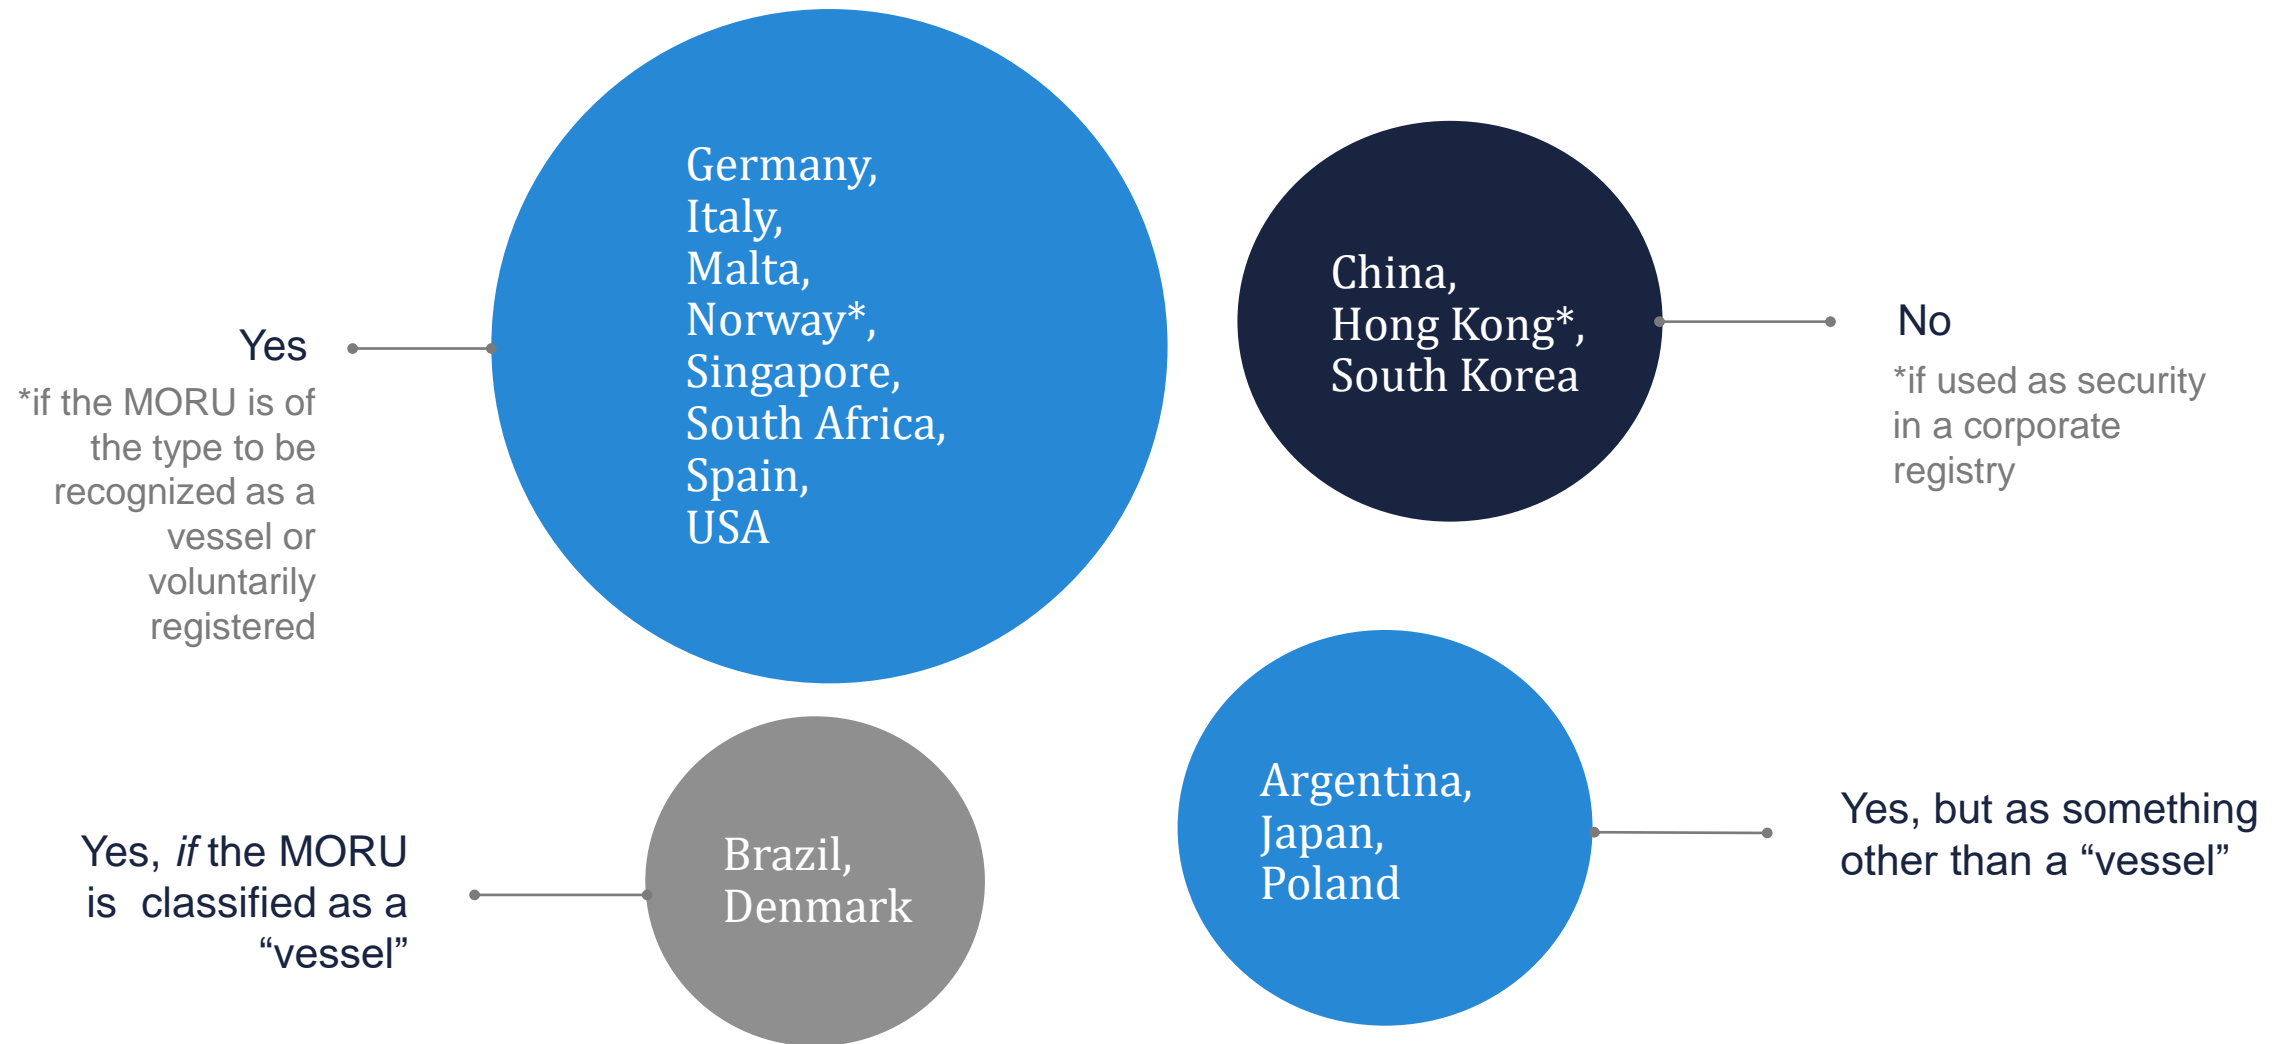 Germany,
Italy,
Malta,
Norway*,
Singapore,
South Africa,
Spain,
USA
Yes
*if the MORU is of
the type to be
recognized as a
vessel or
voluntarily
registered
China,
Hong Kong*,
South Korea
No
*if used as security
in a corporate
registry
Brazil,
Denmark
Yes, if the MORU
is  classified as a
“vessel”
Argentina,
Japan,
Poland
Yes, but as something
other than a “vessel”